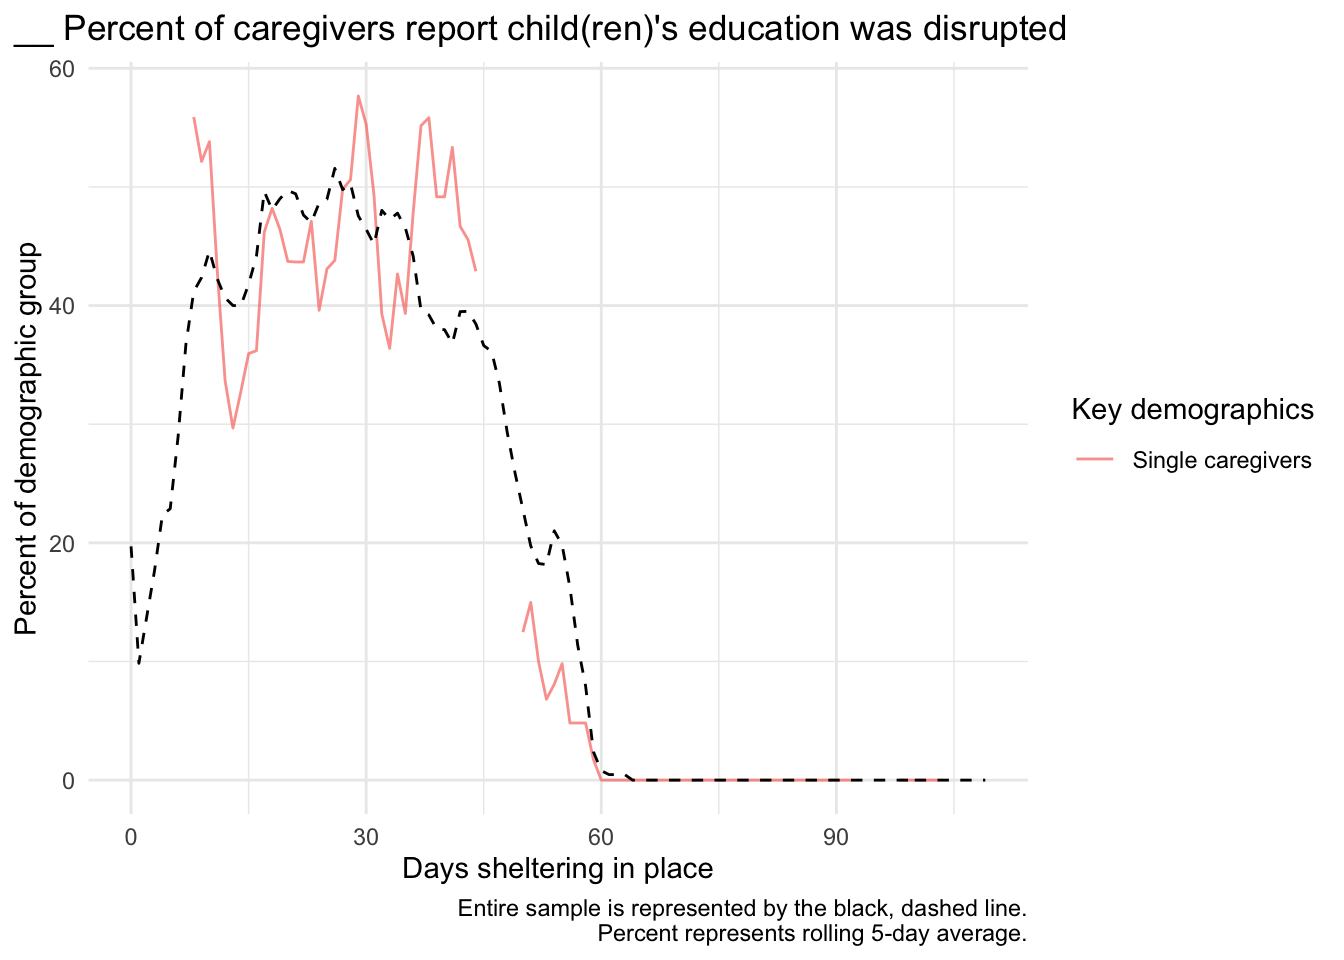 __ Percent of caregivers report child(ren)'s education was disrupted
60
40
20
0
Percent of demographic group
0 30 60 90
Days sheltering in place
Key demographics
Single caregivers
Entire sample is represented by the black, dashed line.
Percent represents rolling 5-day average.